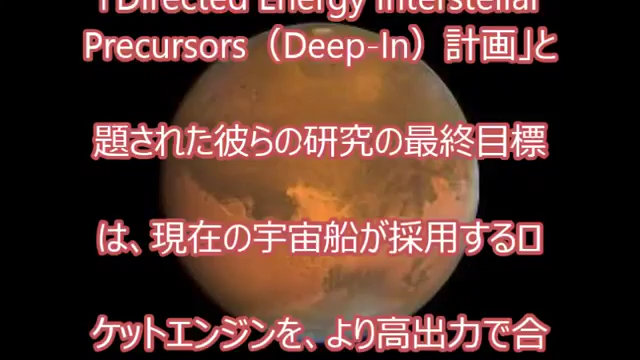 「Directed Energy Interstellar
Precursors（Deep-In）計画」と
題された彼らの研究の最終目標
は、現在の宇宙船が採用するロ
ケットエンジンを、より高出力で合